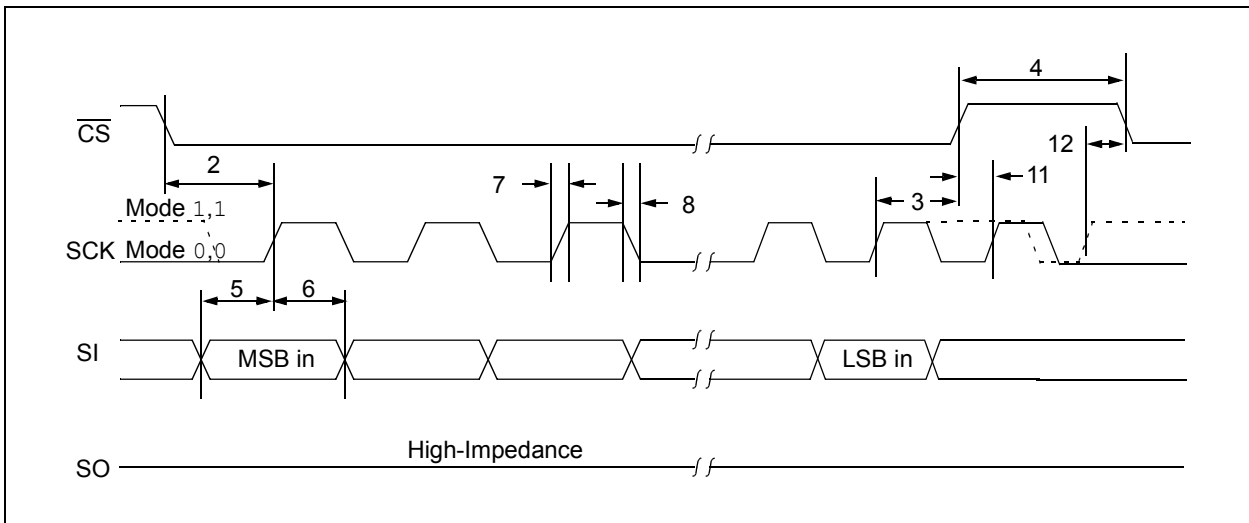 4
CS
12
2
7
8
3
11
Mode 1,1
SCK Mode 0,0
5
6
SI
MSB in
LSB in
High-Impedance
SO